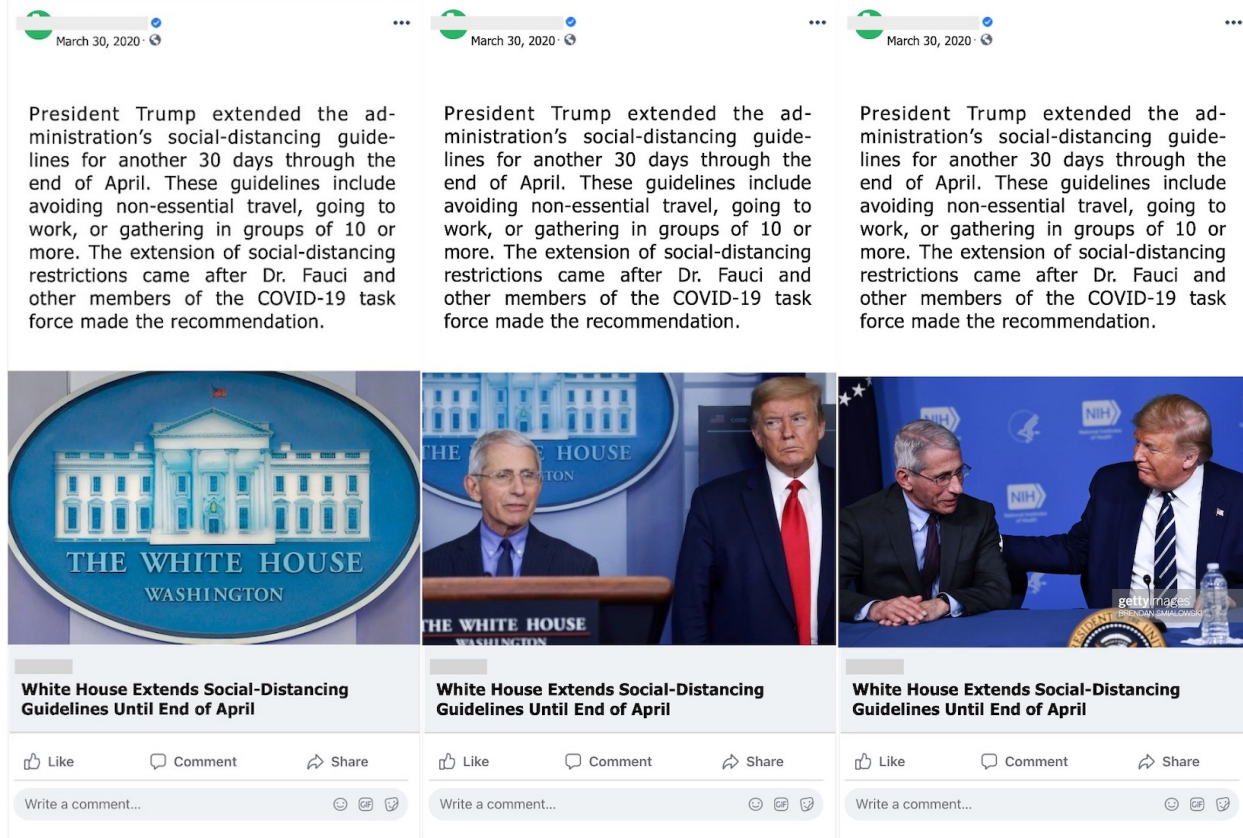 March 30, 2020 ·
President Trump extended the ad-
ministration's social-distancing guide-
lines for another 30 days through the
end of April. These guidelines include
avoiding non-essential travel, going to
work, or gathering in groups of 10 or
more. The extension of social-distancing
restrictions came after Dr. Fauci and
other members of the COVID-19 task
force made the recommendation.
THE WHITE HOUSE
WASHINGTON
White House Extends Social-Distancing
Guidelines Until End of April
Like Comment Share
Write a comment... GIF
March 30, 2020 ·
President Trump extended the ad-
ministration's social-distancing guide-
lines for another 30 days through the
end of April. These guidelines include
avoiding non-essential travel, going to
work, or gathering in groups of 10 or
more. The extension of social-distancing
restrictions came after Dr. Fauci and
other members of the COVID-19 task
force made the recommendation.
THE HOUSE
TON
THE WHITE HOUSE
WASHINGTON
White House Extends Social-Distancing
Guidelines Until End of April
Like Comment Share
Write a comment... GIF
March 30, 2020 ·
President Trump extended the ad-
ministration's social-distancing guide-
lines for another 30 days through the
end of April. These guidelines include
avoiding non-essential travel, going to
work, or gathering in groups of 10 or
more. The extension of social-distancing
restrictions came after Dr. Fauci and
other members of the COVID-19 task
force made the recommendation.
NIH
NIH
NIH
gettyimages
BRENDAN SMIALOWSKI
White House Extends Social-Distancing
Guidelines Until End of April
Like Comment Share
Write a comment... GIF